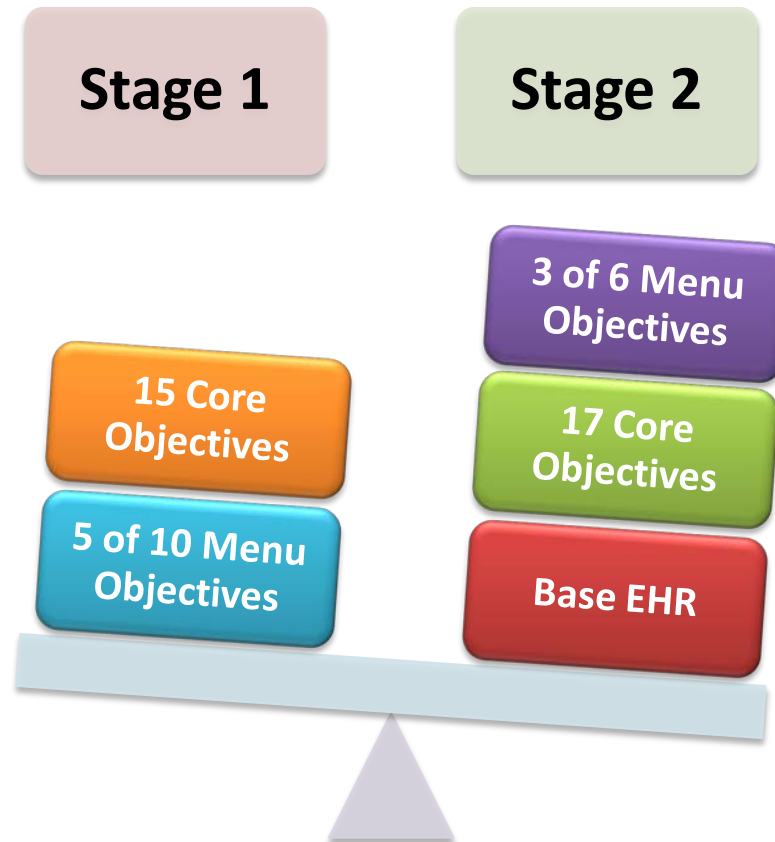 Stage 1
Stage 2
15 Core
Objectives
5 of 10 Menu
Objectives
3 of 6 Menu
Objectives
17 Core
Objectives
Base EHR